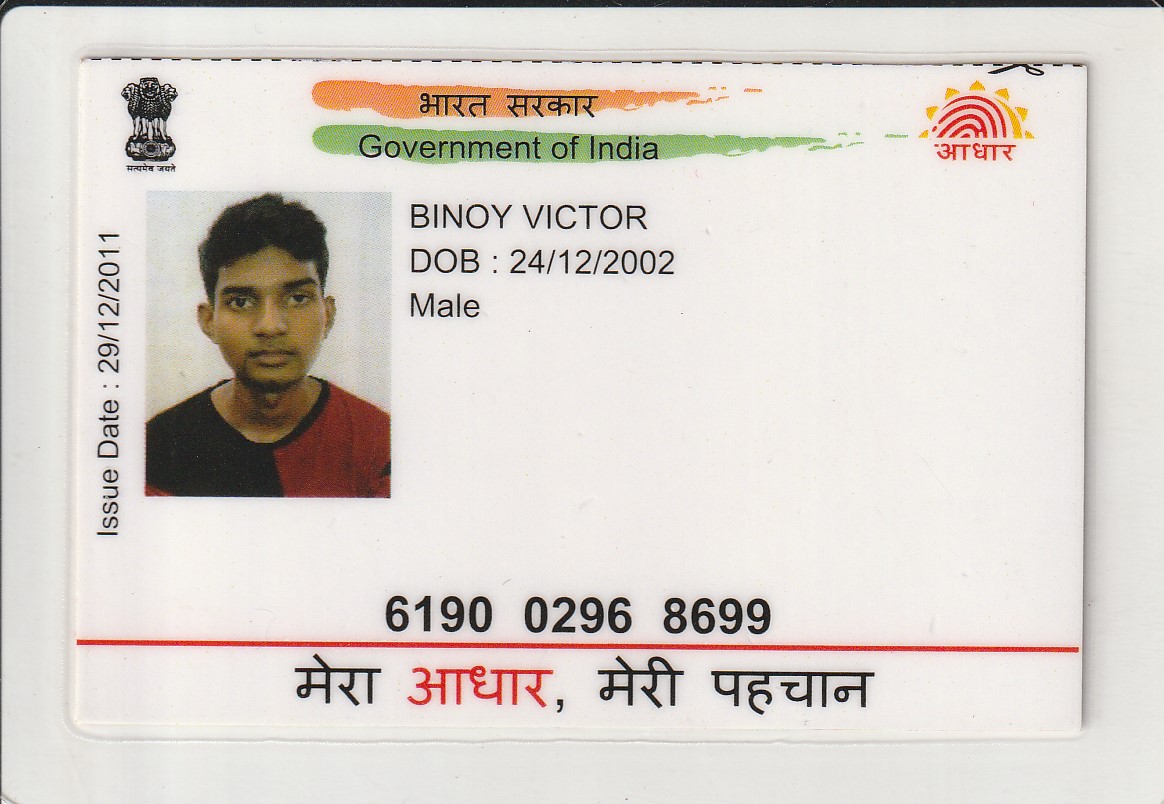 भारत सरकार
Government of India
आधार
सत्यमेव जयते
BINOY VICTOR
DOB : 24/12/2002
Male
Issue Date : 29/12/2011
6190 0296 8699
मेरा आधार, मेरी पहचान